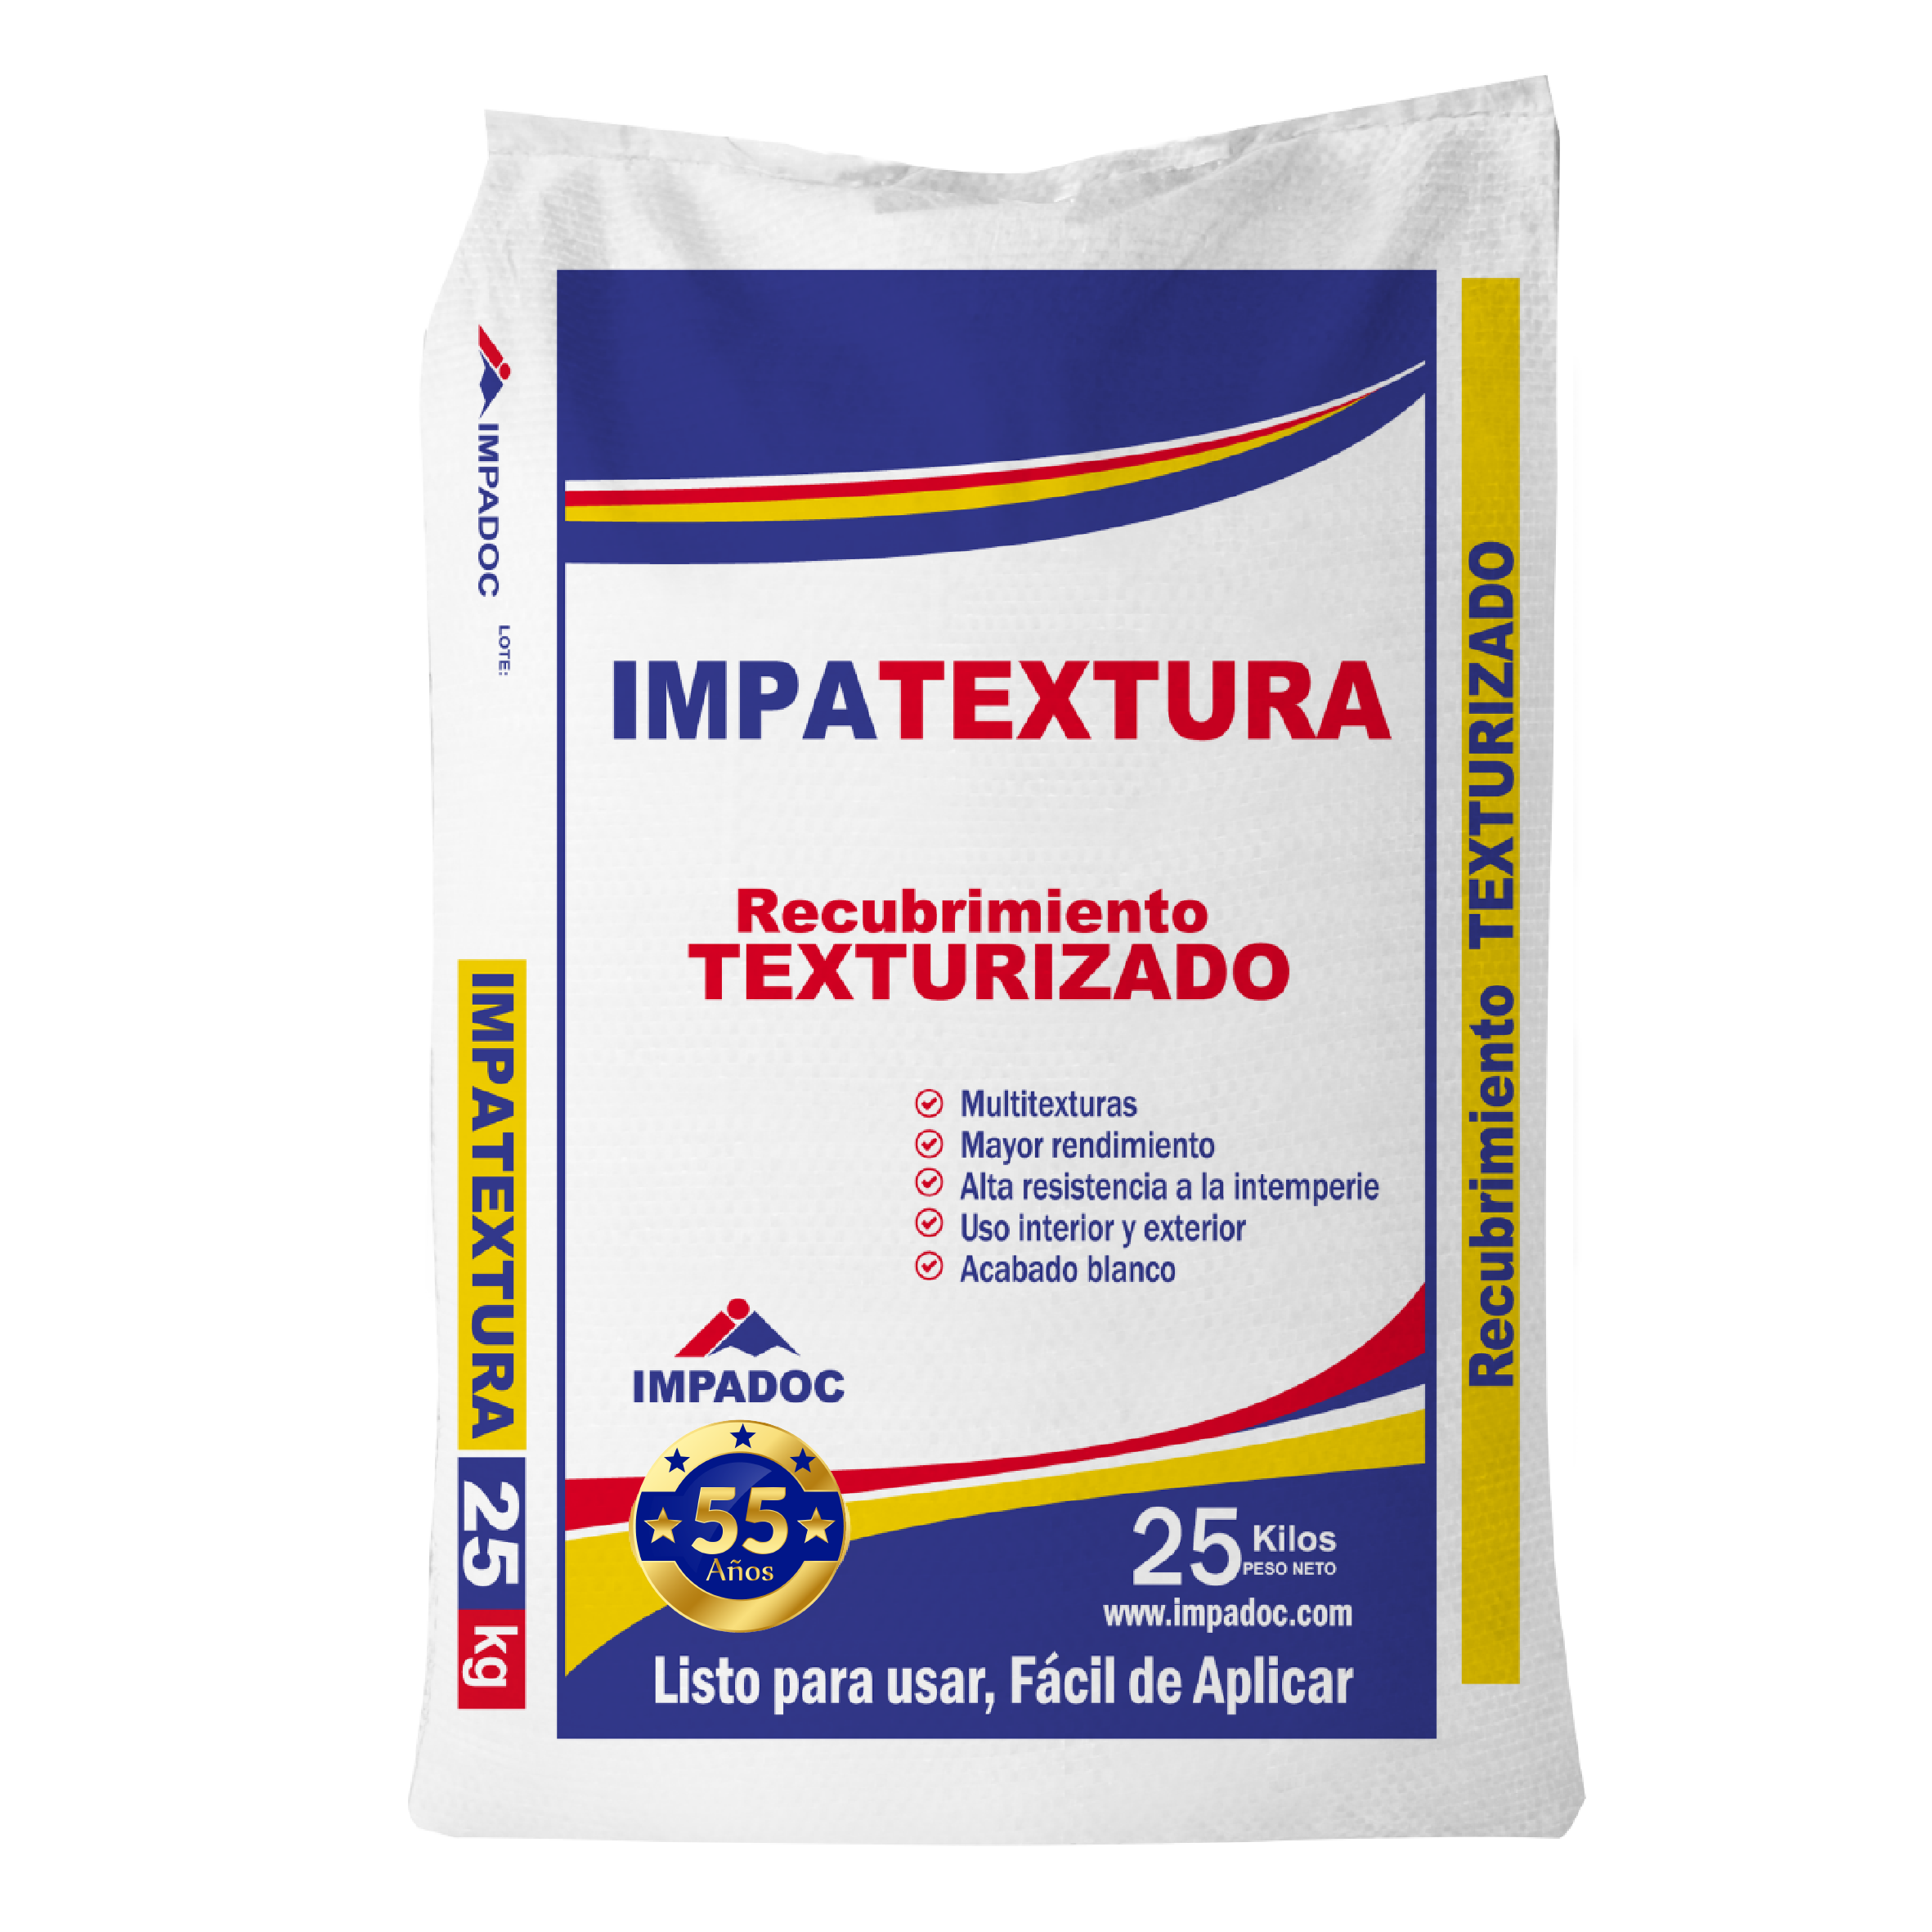 IMPADOC
LOTE:
IMPATEXTURA
25
kg
IMPATEXTURA
Recubrimiento
TEXTURIZADO
Multitexturas
Mayor rendimiento
Alta resistencia a la intemperie
Uso interior y exterior
Acabado blanco
IMPADOC
55
Años
25 Kilos
PESO NETO
www.impadoc.com
Listo para usar, Fácil de Aplicar
Recubrimiento TEXTURIZADO